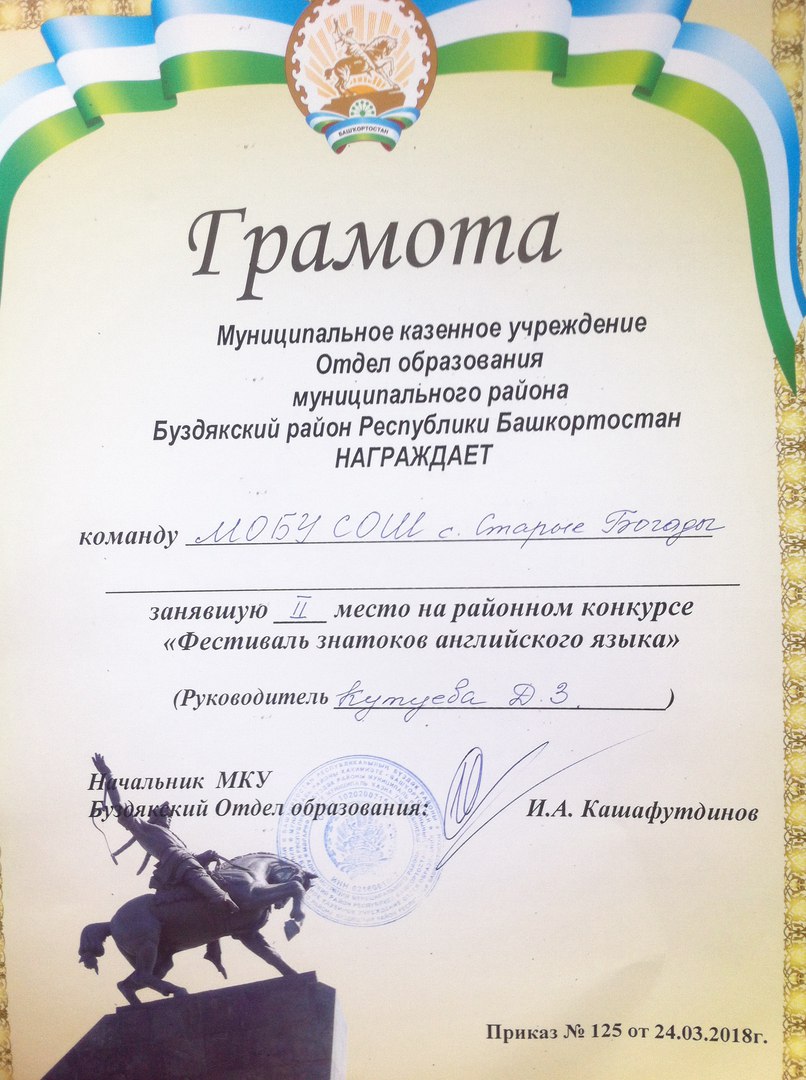 БАШҠОРТОСТАН
Грамота
Муниципальное казенное учреждение
Отдел образования
муниципального района
Буздякский район Республики Башкортостан
НАГРАЖДАЕТ
команду МОБУ СОШ с. Старые Богады
занявшую II место на районном конкурсе
«Фестиваль знатоков английского языка»
(Руководитель Купуева Д.З.)
Начальник МКУ
Буздякский Отдел образования:
И.А. Кашафутдинов
Приказ № 125 от 24.03.2018г.